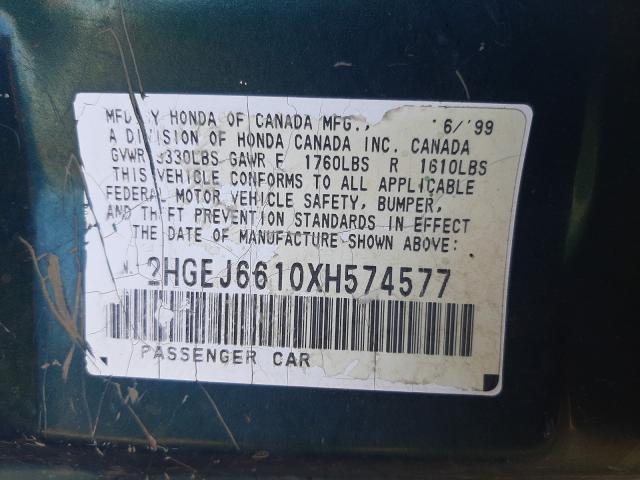 MFD BY HONDA OF CANADA MFG., 6/'99
A DIVISION OF HONDA CANADA INC. CANADA
GVWR 3330LBS GAWR F 1760LBS R 1610LBS
THIS VEHICLE CONFORMS TO ALL APPLICABLE
FEDERAL MOTOR VEHICLE SAFETY, BUMPER,
AND THEFT PREVENTION STANDARDS IN EFFECT
THE DATE OF MANUFACTURE SHOWN ABOVE:
2HGEJ6610XH574577
PASSENGER CAR